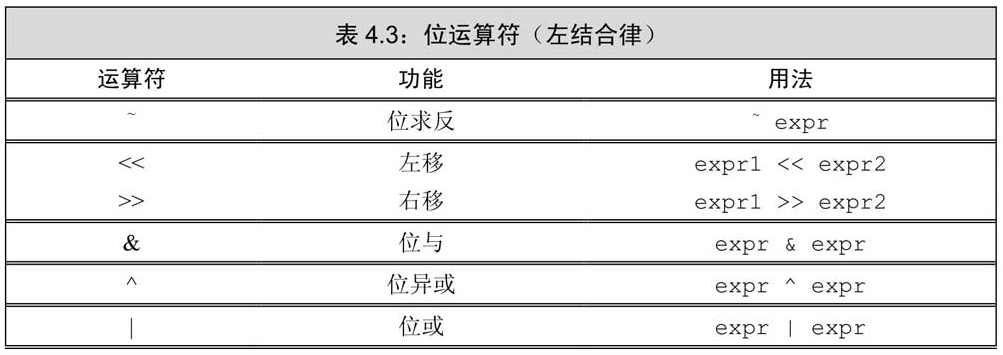 表 4.3：位运算符（左结合律）
运算符 功能 用法
~ 位求反 ~ expr
<< 左移 expr1 << expr2
>> 右移 expr1 >> expr2
& 位与 expr & expr
^ 位异或 expr ^ expr
| 位或 expr | expr